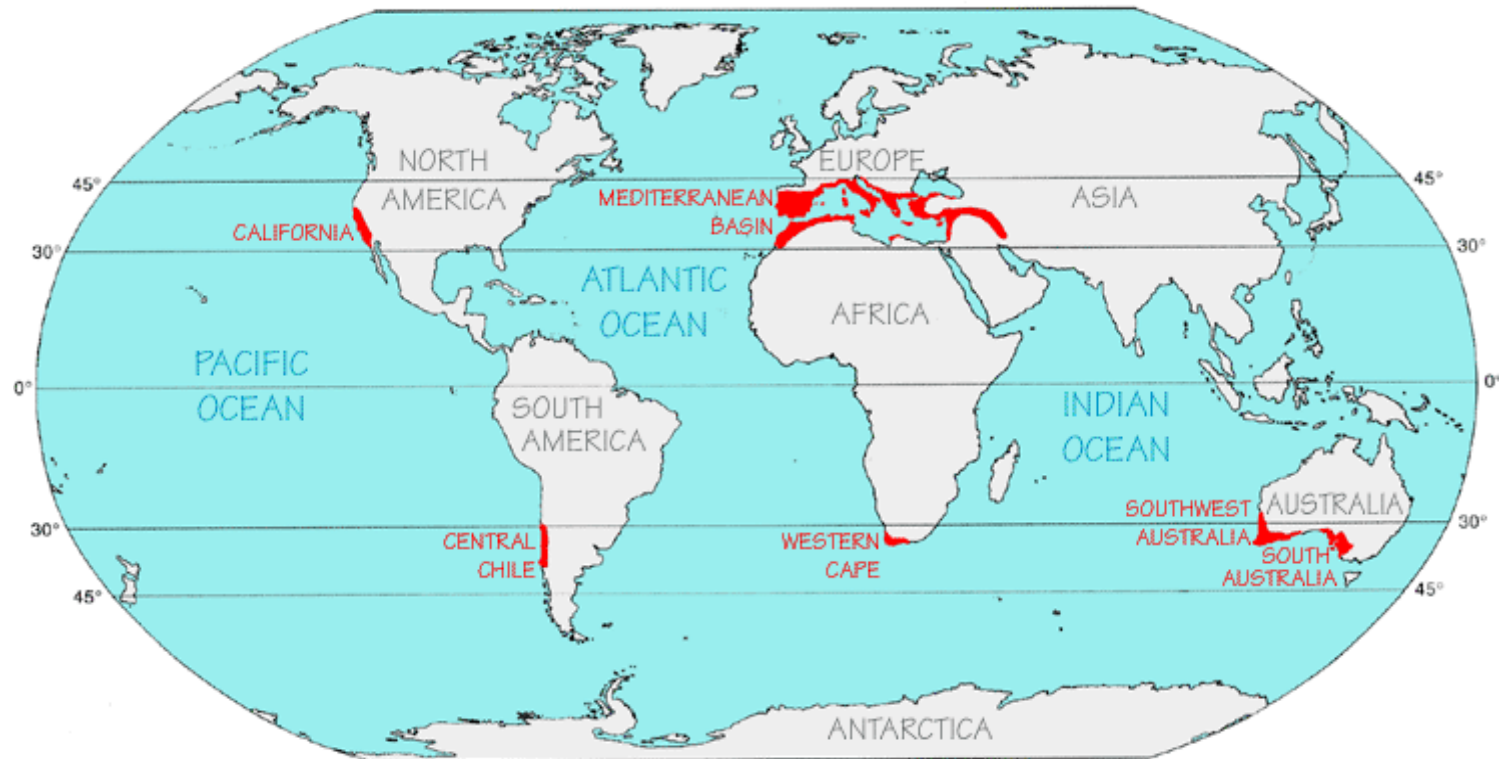 NORTH
AMERICA
EUROPE
ASIA
45°
45°
MEDITERRANEAN
BASIN
CALIFORNIA
30°
30°
ATLANTIC
OCEAN
AFRICA
PACIFIC
OCEAN
0°
0°
SOUTH
AMERICA
INDIAN
OCEAN
SOUTHWEST
AUSTRALIA
AUSTRALIA
30°
30°
CENTRAL
CHILE
WESTERN
CAPE
SOUTH
AUSTRALIA
45°
45°
ANTARCTICA